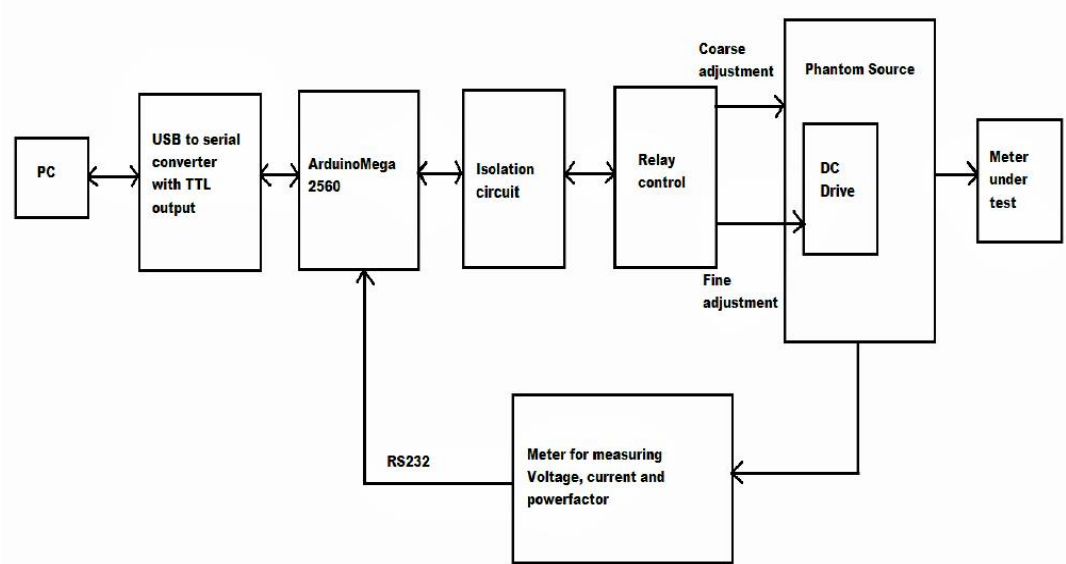 PC
USB to serial
converter
with TTL
output
ArduinoMega
2560
Isolation
circuit
Relay
control
Coarse
adjustment
Fine
adjustment
Phantom Source
DC
Drive
Meter
under
test
RS232
Meter for measuring
Voltage, current and
powerfactor